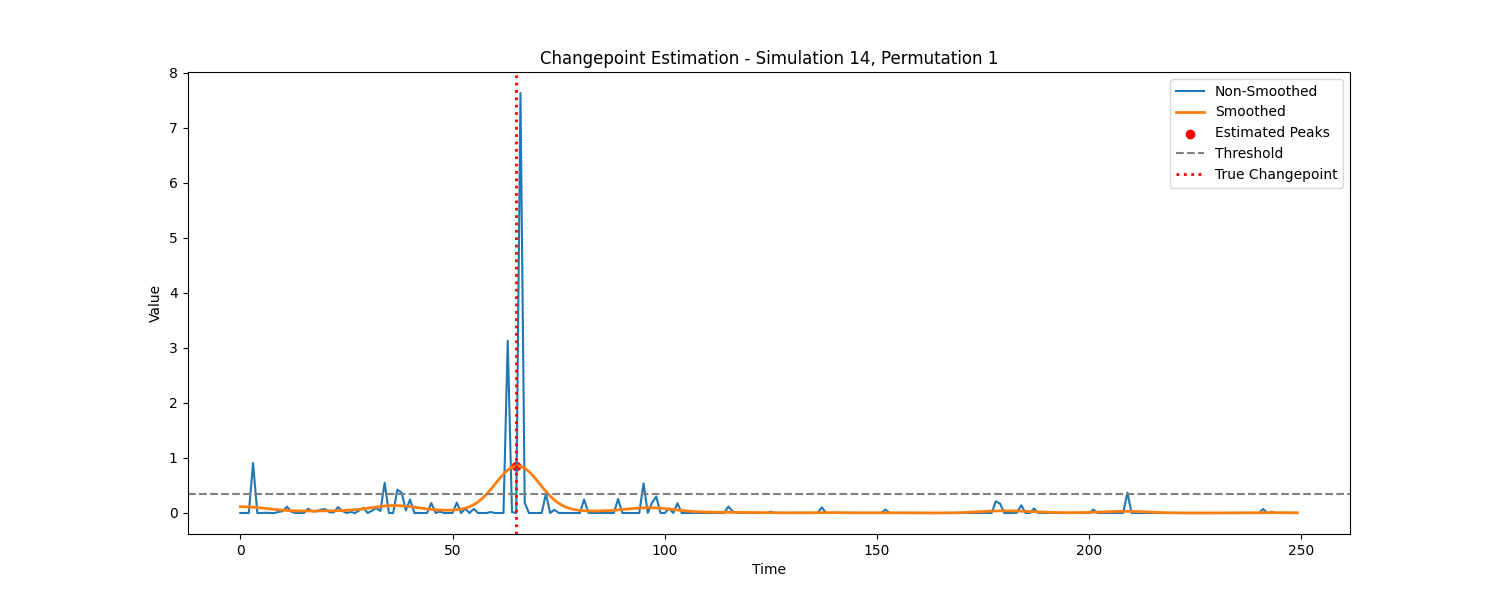 Changepoint Estimation - Simulation 14, Permutation 1
Non-Smoothed
Smoothed
Estimated Peaks
Threshold
True Changepoint
Value
8
7
6
5
4
3
2
1
0
0 50 100 150 200 250
Time